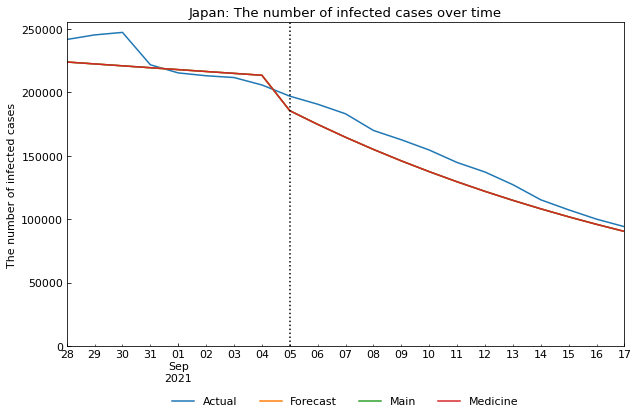 Japan: The number of infected cases over time
The number of infected cases
250000
200000
150000
100000
50000
0
28 29 30 31 01 02 03 04 05 06 07 08 09 10 11 12 13 14 15 16 17
Sep
2021
Actual Forecast Main Medicine